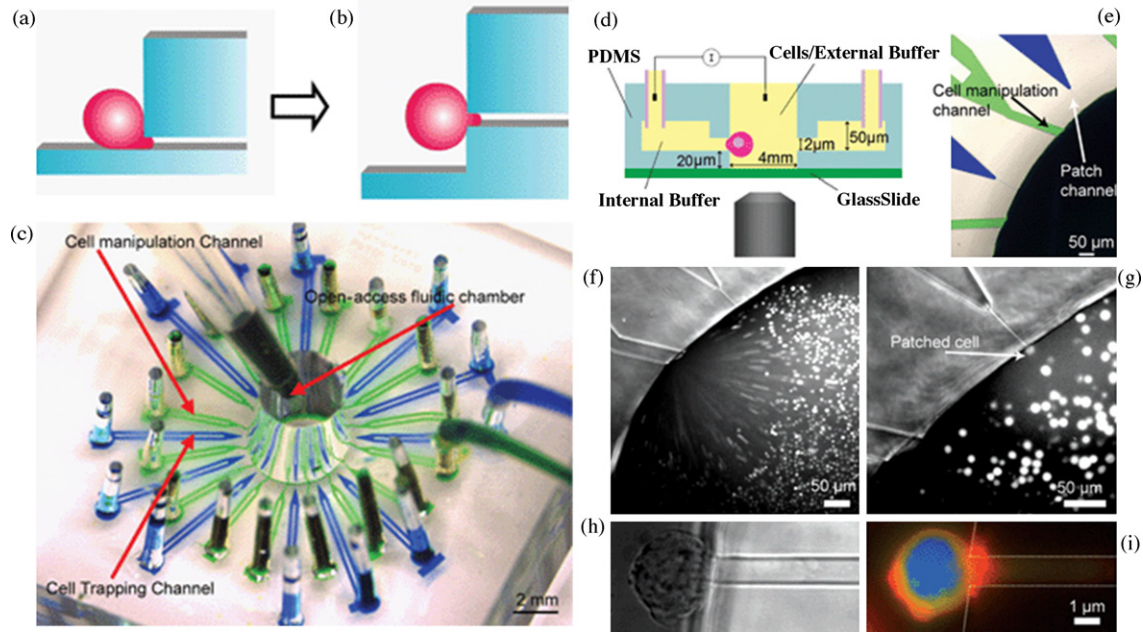 (a)
(b)
(c)
Cell manipulation Channel
Open-access fluidic chamber
Cell Trapping Channel
2 mm
(d)
PDMS
I
Cells/External Buffer
50μm
2μm
20μm
4mm
Internal Buffer
GlassSlide
(e)
Cell manipulation
channel
Patch
channel
50 μm
(f)
50 μm
(g)
Patched cell
50 μm
(h)
(i)
1 μm